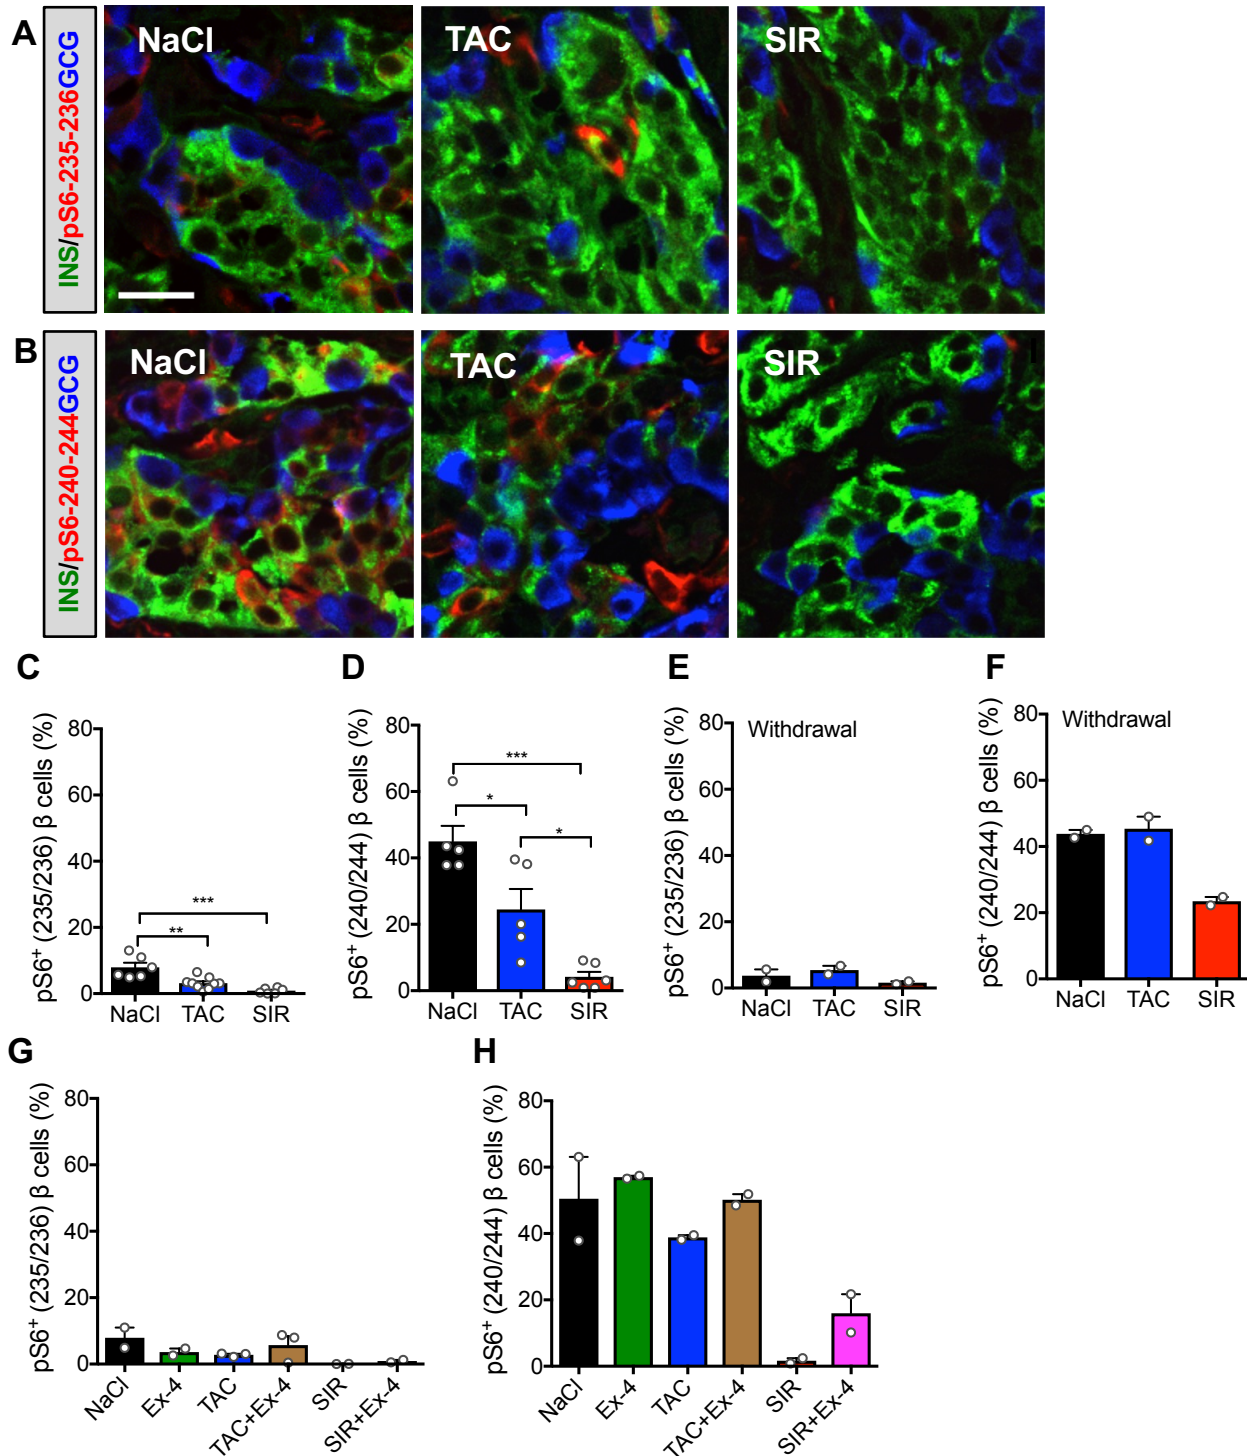 A
INS/pS6-235-236GCG
NaCl
TAC
SIR
B
INS/pS6-240-244GCG
NaCl
TAC
SIR
C
pS6+ (235/236) β cells (%)
80
60
40
20
0
***
**
NaCl
TAC
SIR
D
pS6+ (240/244) β cells (%)
80
60
40
20
0
***
*
*
NaCl
TAC
SIR
E
pS6+ (235/236) β cells (%)
80
60
40
20
0
Withdrawal
NaCl
TAC
SIR
F
pS6+ (240/244) β cells (%)
80
60
40
20
0
Withdrawal
NaCl
TAC
SIR
G
pS6+ (235/236) β cells (%)
80
60
40
20
0
NaCl
Ex-4
TAC
TAC+Ex-4
SIR
SIR+Ex-4
H
pS6+ (240/244) β cells (%)
80
60
40
20
0
NaCl
Ex-4
TAC
TAC+Ex-4
SIR
SIR+Ex-4